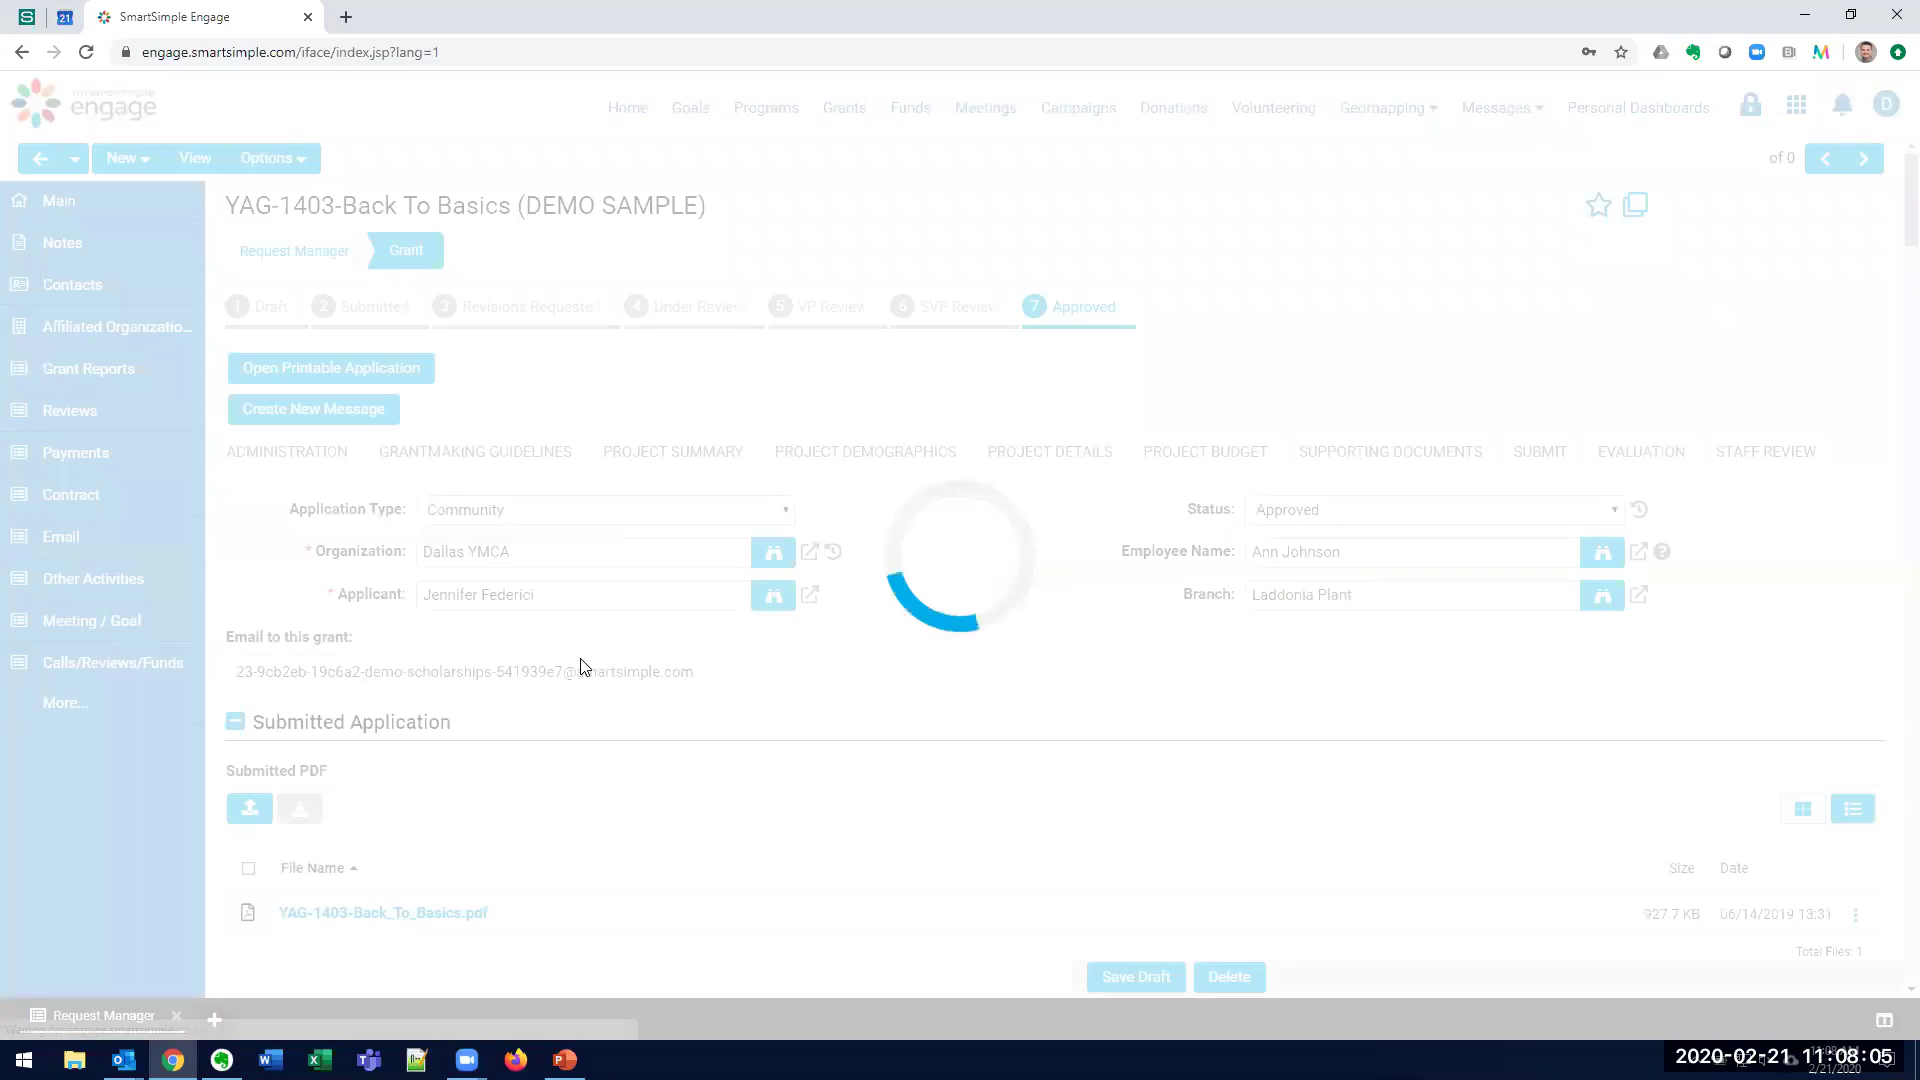 21
SmartSimple Engage
engage.smartsimple.com/iface/index.jsp?lang=1
smartsimple
engage
Home Goals Programs Grants Funds Meetings Campaigns Donations Volunteering Geomapping Messages Personal Dashboards D
New View Options of 0
Main
Notes
Contacts
Affiliated Organizatio...
Grant Reports
Reviews
Payments
Contract
Email
Other Activities
Meeting / Goal
Calls/Reviews/Funds
More...
YAG-1403-Back To Basics (DEMO SAMPLE)
Request Manager Grant
1 Draft 2 Submitted 3 Revisions Requested 4 Under Review 5 VP Review 6 SVP Review 7 Approved
Open Printable Application
Create New Message
ADMINISTRATION GRANTMAKING GUIDELINES PROJECT SUMMARY PROJECT DEMOGRAPHICS PROJECT DETAILS PROJECT BUDGET SUPPORTING DOCUMENTS SUBMIT EVALUATION STAFF REVIEW
Application Type: Community Status: Approved
* Organization: Dallas YMCA Employee Name: Ann Johnson
* Applicant: Jennifer Federici Branch: Laddonia Plant
Email to this grant:
23-9cb2eb-19c6a2-demo-scholarships-541939e7@smartsimple.com
Submitted Application
Submitted PDF
File Name Size Date
YAG-1403-Back_To_Basics.pdf 927.7 KB 06/14/2019 13:31
Total Files: 1
Save Draft Delete
Request Manager
2020-02-21 11:08:05
2/21/2020